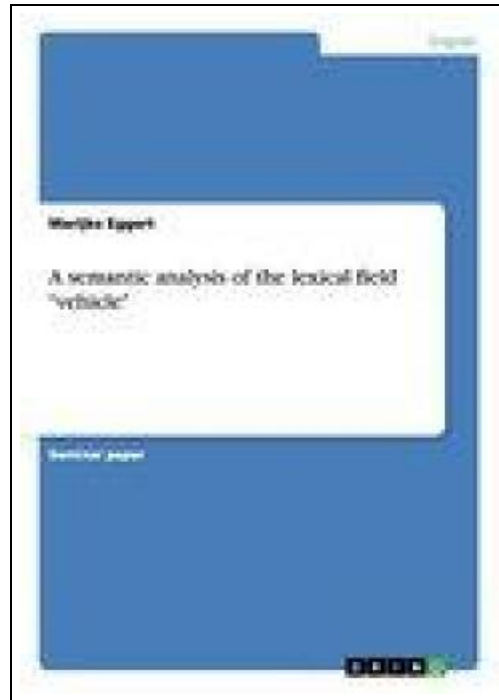 Marijke Eggert
A semantic analysis of the lexical field
"vehicle"
Seminar paper